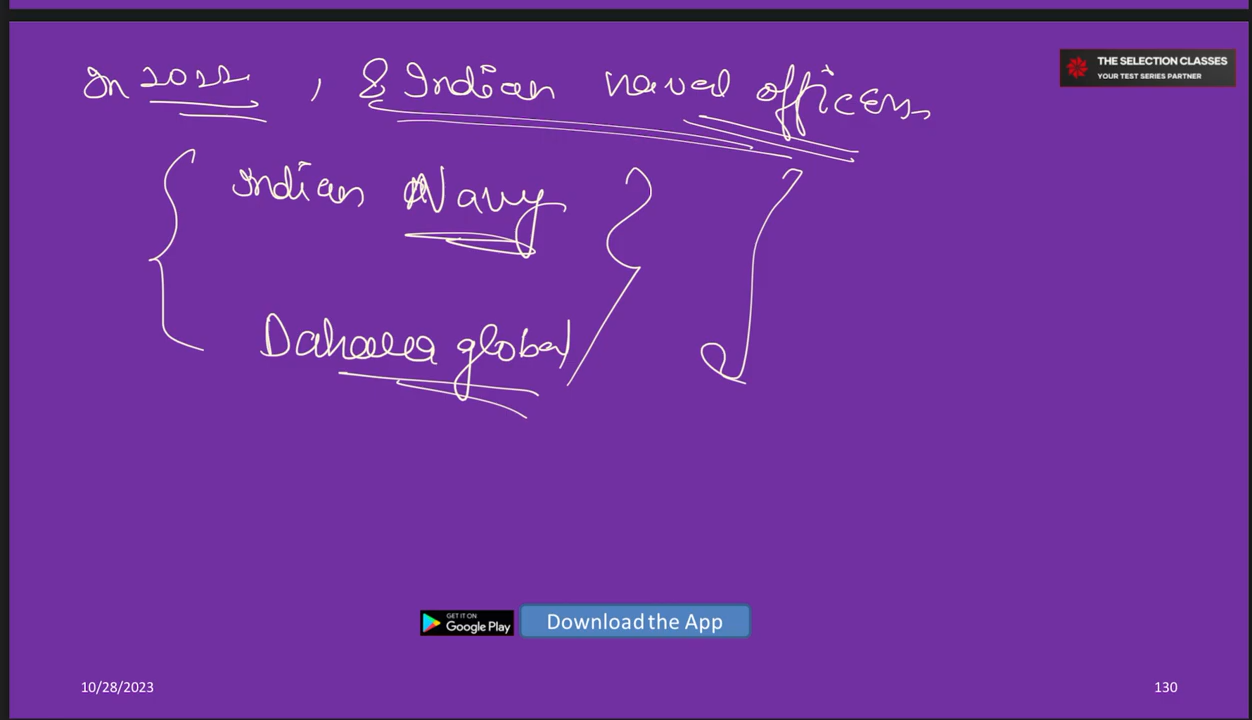 In 2022, 8 Indian naval officers
THE SELECTION CLASSES
YOUR TEST SERIES PARTNER
Indian Navy
Dahara global
GET IT ON
Google Play
Download the App
10/28/2023
130